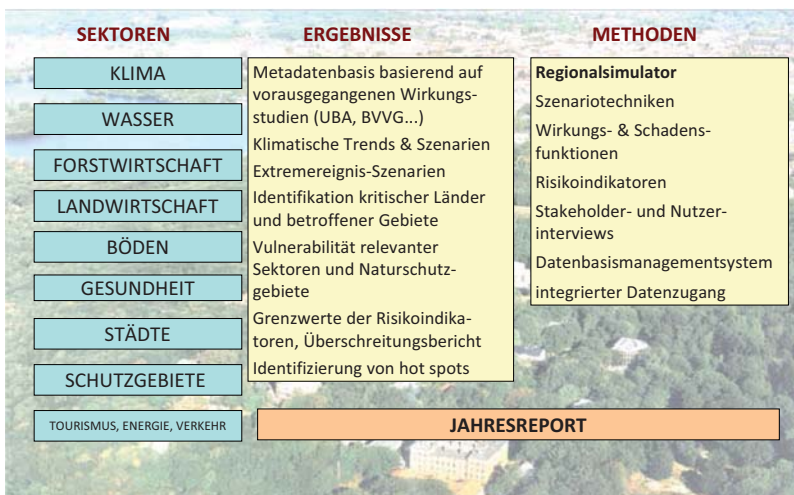 SEKTOREN
KLIMA
WASSER
FORSTWIRTSCHAFT
LANDWIRTSCHAFT
BÖDEN
GESUNDHEIT
STÄDTE
SCHUTZGEBIETE
TOURISMUS, ENERGIE, VERKEHR
ERGEBNISSE
Metadatenbasis basierend auf
vorausgegangenen Wirkungs-
studien (UBA, BVVG...)
Klimatische Trends & Szenarien
Extremereignis-Szenarien
Identifikation kritischer Länder
und betroffener Gebiete
Vulnerabilität relevanter
Sektoren und Naturschutz-
gebiete
Grenzwerte der Risikoindika-
toren, Überschreitungsbericht
Identifizierung von hot spots
METHODEN
Regionalsimulator
Szenariotechniken
Wirkungs- & Schadens-
funktionen
Risikoindikatoren
Stakeholder- und Nutzer-
interviews
Datenbasismanagementsystem
integrierter Datenzugang
JAHRESREPORT